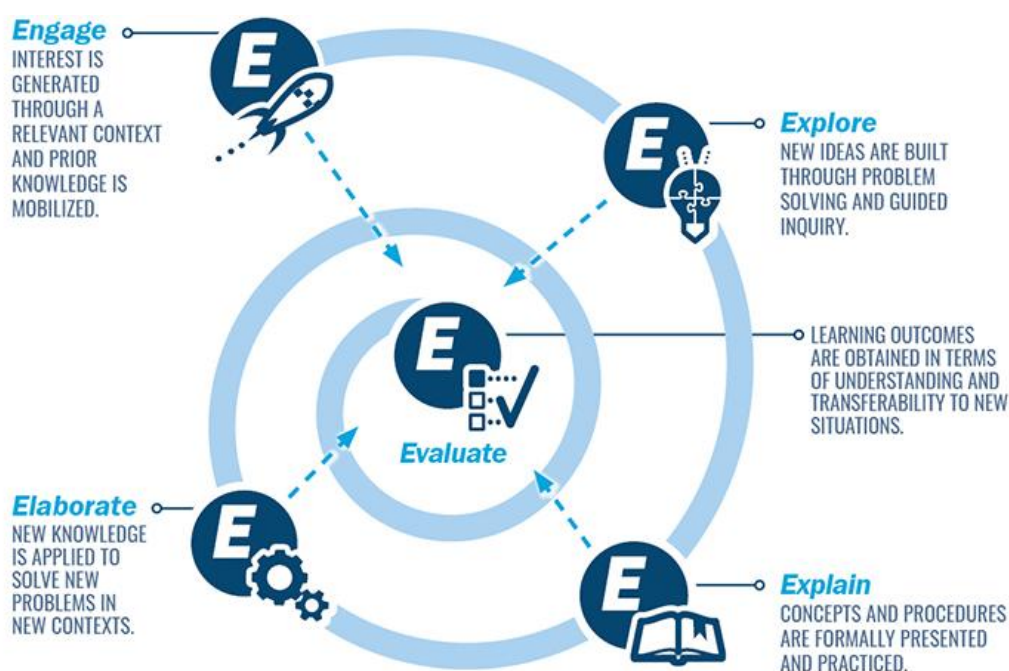 Engage
INTEREST IS
GENERATED
THROUGH A
RELEVANT CONTEXT
AND PRIOR
KNOWLEDGE IS
MOBILIZED.
E
E
Explore
NEW IDEAS ARE BUILT
THROUGH PROBLEM
SOLVING AND GUIDED
INQUIRY.
E
Evaluate
LEARNING OUTCOMES
ARE OBTAINED IN TERMS
OF UNDERSTANDING AND
TRANSFERABILITY TO NEW
SITUATIONS.
Elaborate
NEW KNOWLEDGE
IS APPLIED TO
SOLVE NEW
PROBLEMS IN
NEW CONTEXTS.
E
E
Explain
CONCEPTS AND PROCEDURES
ARE FORMALLY PRESENTED
AND PRACTICED.